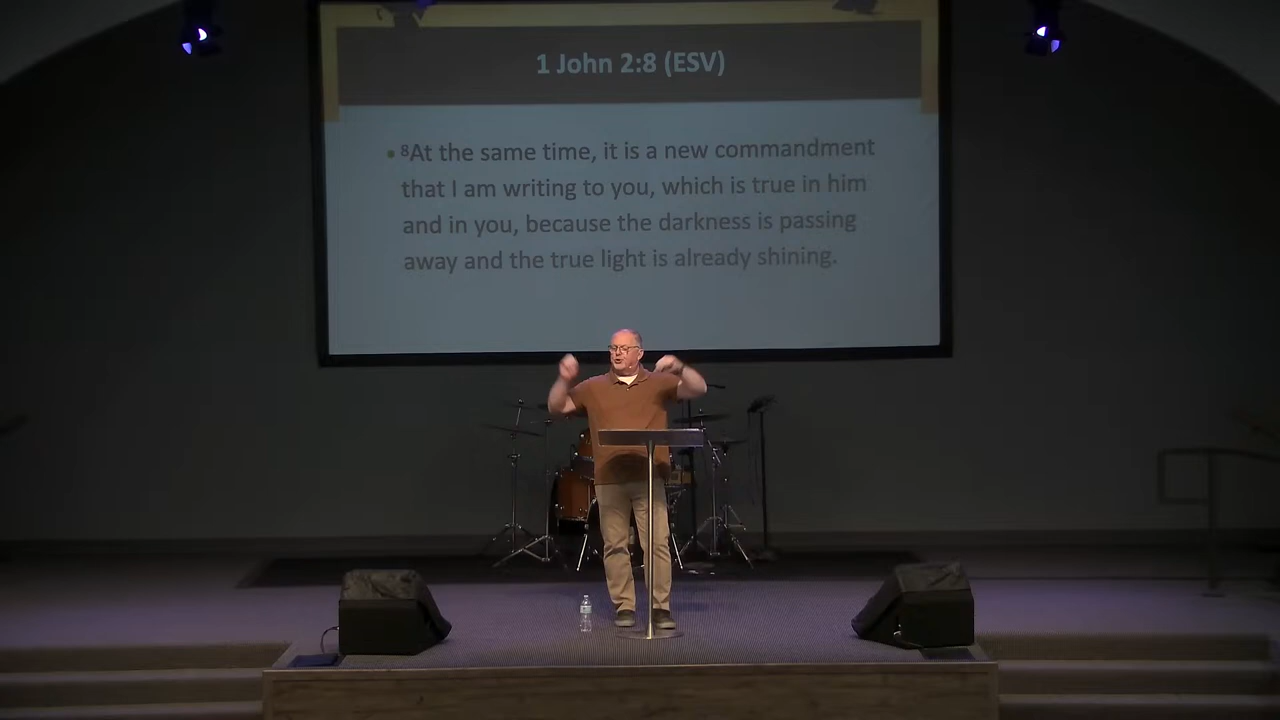 1 John 2:8 (ESV)
• ⁸At the same time, it is a new commandment
that I am writing to you, which is true in him
and in you, because the darkness is passing
away and the true light is already shining.